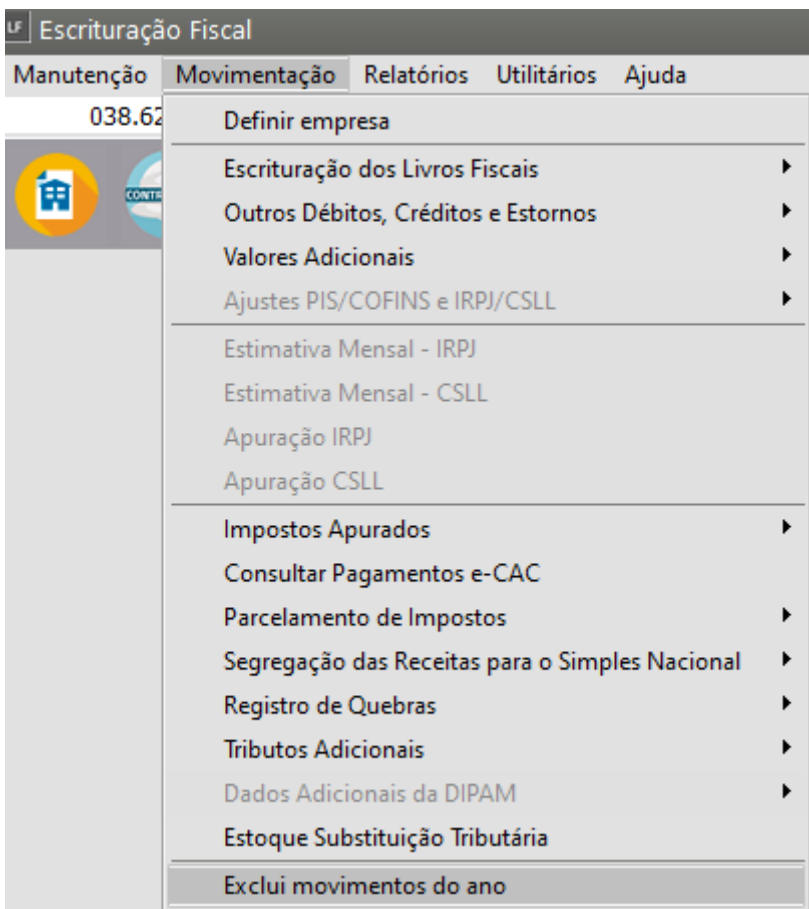 LF Escrituração Fiscal
Manutenção Movimentação Relatórios Utilitários Ajuda
038.62
Definir empresa
Escrituração dos Livros Fiscais
Outros Débitos, Créditos e Estornos
Valores Adicionais
Ajustes PIS/COFINS e IRPJ/CSLL
Estimativa Mensal - IRPJ
Estimativa Mensal - CSLL
Apuração IRPJ
Apuração CSLL
Impostos Apurados
Consultar Pagamentos e-CAC
Parcelamento de Impostos
Segregação das Receitas para o Simples Nacional
Registro de Quebras
Tributos Adicionais
Dados Adicionais da DIPAM
Estoque Substituição Tributária
Exclui movimentos do ano